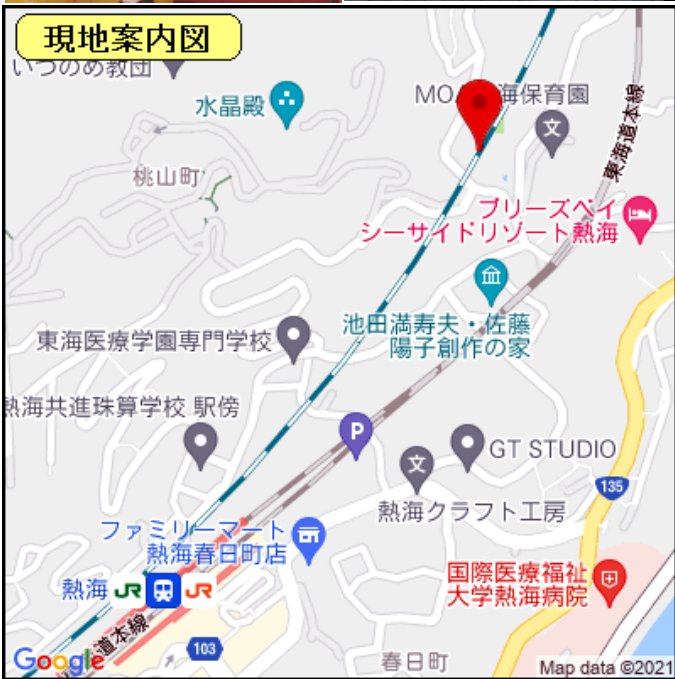 現地案内図
いづのめ教団
水晶殿
MOA 海保育園
桃山町
東海道本線
ブリーズベイ
シーサイドリゾート熱海
池田満寿夫・佐藤
陽子創作の家
東海医療学園専門学校
熱海共進珠算学校 駅傍
P
GT STUDIO
135
熱海クラフト工房
ファミリーマート
熱海春日町店
国際医療福祉
大学熱海病院
熱海 JR JR
道本線
103
春日町
Google
Map data ©2021